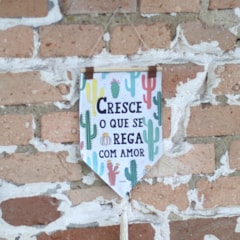 CRESCE
O QUE SE
REGA
COM AMOR